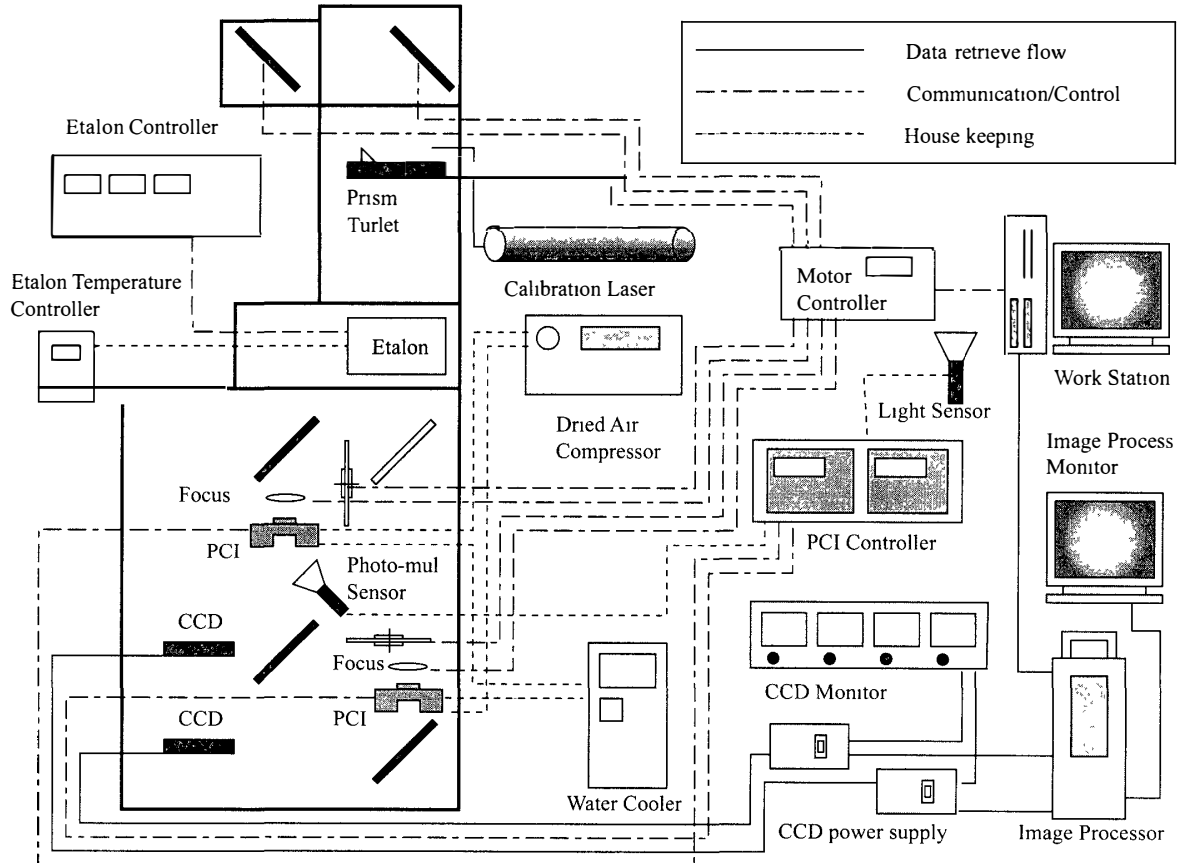 Data retrieve flow
Communication/Control
House keeping
Etalon Controller
Prism
Turlet
Calibration Laser
Motor
Controller
Etalon Temperature
Controller
Etalon
Dried Air
Compressor
Light Sensor
Work Station
Image Process
Monitor
Focus
PCI
Photo-mul
Sensor
PCI Controller
CCD
Focus
PCI
CCD
CCD Monitor
Water Cooler
CCD power supply
Image Processor